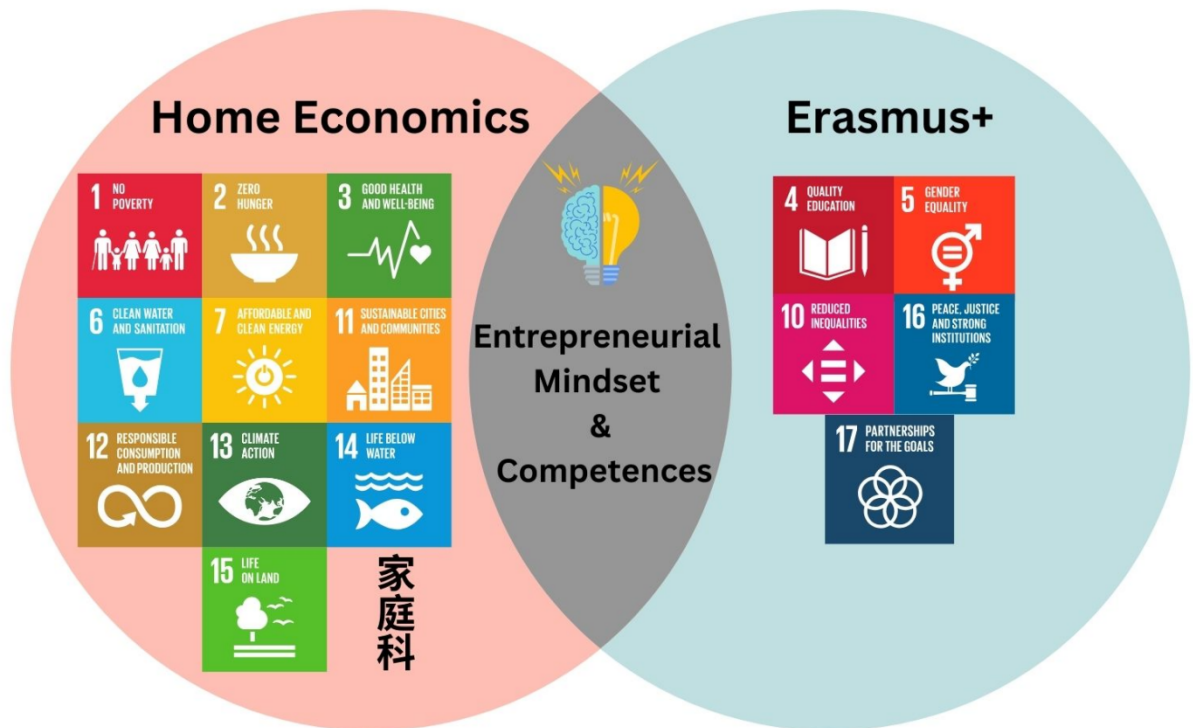 Home Economics
1 NO
POVERTY
2 ZERO
HUNGER
3 GOOD HEALTH
AND WELL-BEING
6 CLEAN WATER
AND SANITATION
7 AFFORDABLE AND
CLEAN ENERGY
11 SUSTAINABLE CITIES
AND COMMUNITIES
12 RESPONSIBLE
CONSUMPTION
AND PRODUCTION
13 CLIMATE
ACTION
14 LIFE BELOW
WATER
15 LIFE
ON LAND
家庭科
Entrepreneurial
Mindset
&
Competences
Erasmus+
4 QUALITY
EDUCATION
5 GENDER
EQUALITY
10 REDUCED
INEQUALITIES
16 PEACE, JUSTICE
AND STRONG
INSTITUTIONS
17 PARTNERSHIPS
FOR THE GOALS